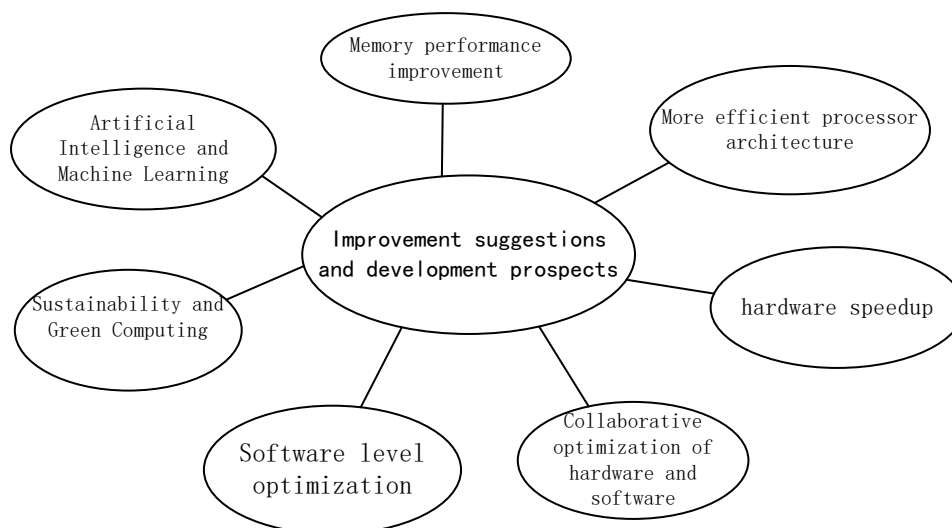 Memory performance
improvement
Artificial
Intelligence and
Machine Learning
More efficient processor
architecture
Improvement suggestions
and development prospects
Sustainability and
Green Computing
hardware speedup
Software level
optimization
Collaborative
optimization of
hardware and
software